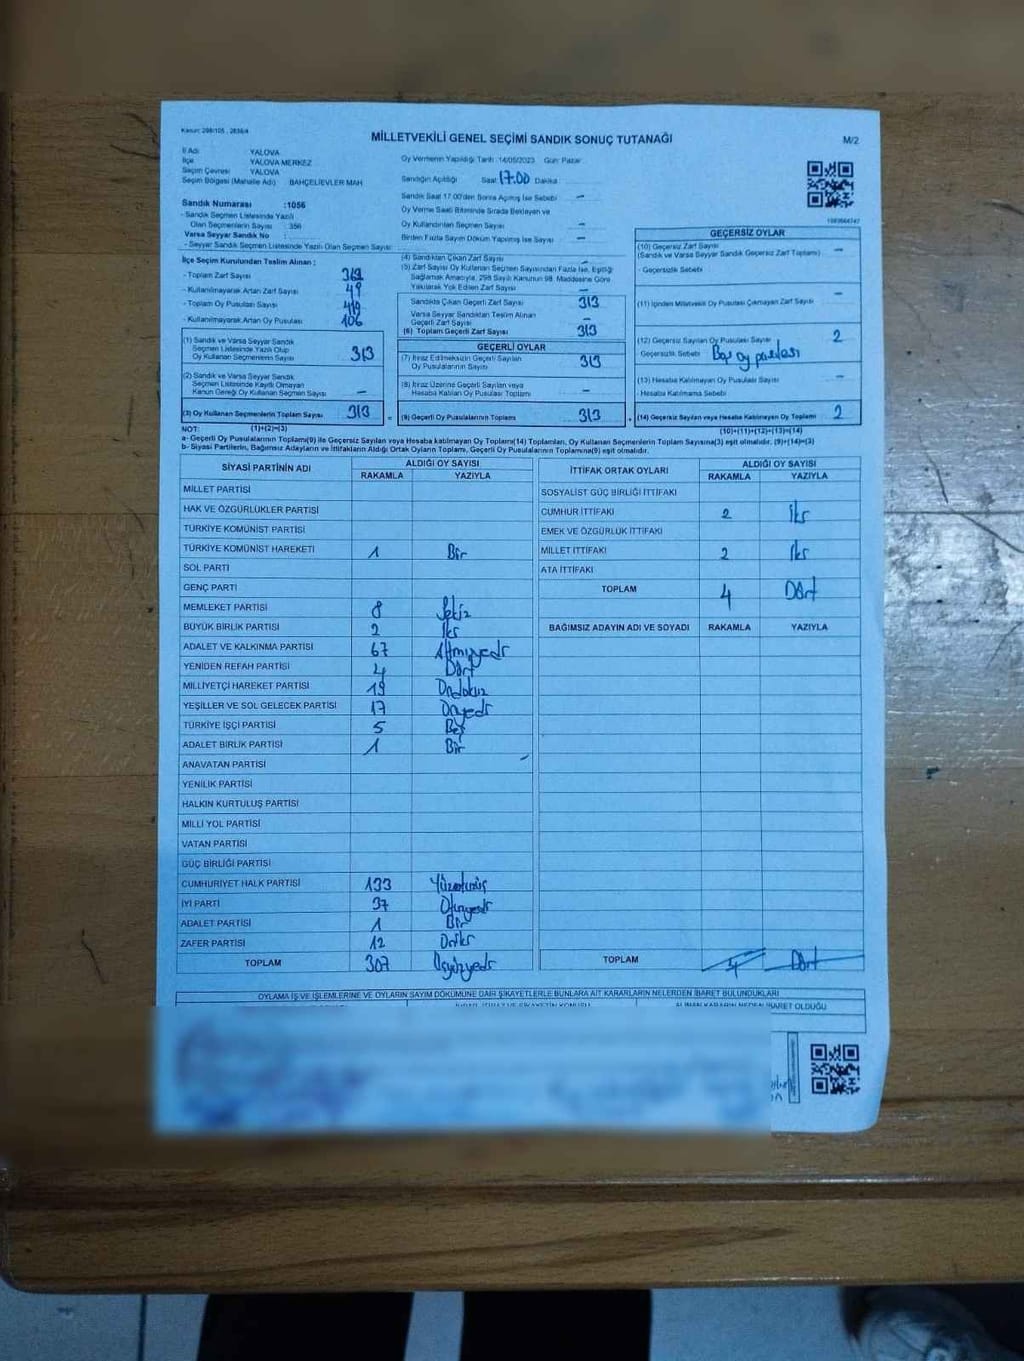 Kanun: 298/105 , 2839/4
MİLLETVEKİLİ GENEL SEÇİMİ SANDIK SONUÇ TUTANAĞI
M/2
İl Adı YALOVA
İlçe YALOVA MERKEZ
Seçim Çevresi YALOVA
Seçim Bölgesi (Mahalle Adı) BAHÇELİEVLER MAH
Sandık Numarası :1056
- Sandık Seçmen Listesinde Yazılı
Olan Seçmenlerin Sayısı : 356
Varsa Seyyar Sandık No :
- Seyyar Sandık Seçmen Listesinde Yazılı Olan Seçmen Sayısı:
Oy Vermenin Yapıldığı Tarih :14/05/2023 Gün: Pazar
Sandığın Açıldığı Saat 17.00 Dakika
Sandık Saat 17.00'den Sonra Açılmış İse Sebebi —
Oy Verme Saati Bitiminde Sırada Bekleyen ve
Oy Kullandırılan Seçmen Sayısı —
Birden Fazla Sayım Döküm Yapılmış İse Sayısı —
İlçe Seçim Kurulundan Teslim Alınan :
- Toplam Zarf Sayısı
- Kullanılmayarak Artan Zarf Sayısı 49
- Toplam Oy Pusulası Sayısı 419
- Kullanılmayarak Artan Oy Pusulası 106
(1) Sandık ve Varsa Seyyar Sandık
Seçmen Listesinde Yazılı Olup
Oy Kullanan Seçmenlerin Sayısı 313
(2) Sandık ve Varsa Seyyar Sandık
Seçmen Listesinde Kayıtlı Olmayan
Kanun Gereği Oy Kullanan Seçmen Sayısı —
(3) Oy Kullanan Seçmenlerin Toplam Sayısı 313
(4) Sandıktan Çıkan Zarf Sayısı —
(5) Zarf Sayısı Oy Kullanan Seçmen Sayısından Fazla İse, Eşitliği
Sağlamak Amacıyla, 298 Sayılı Kanunun 98. Maddesine Göre
Yakılarak Yok Edilen Zarf Sayısı —
Sandıkta Çıkan Geçerli Zarf Sayısı 313
Varsa Seyyar Sandıktan Teslim Alınan
Geçerli Zarf Sayısı —
(6) Toplam Geçerli Zarf Sayısı 313
GEÇERLİ OYLAR
(7) İtiraz Edilmeksizin Geçerli Sayılan
Oy Pusulalarının Sayısı 313
(8) İtiraz Üzerine Geçerli Sayılan veya
Hesaba Katılan Oy Pusulası Toplamı —
= (9) Geçerli Oy Pusulalarının Toplamı 313
GEÇERSİZ OYLAR
(10) Geçersiz Zarf Sayısı
(Sandık ve Varsa Seyyar Sandık Geçersiz Zarf Toplamı) —
- Geçersizlik Sebebi
(11) İçinden Milletvekili Oy Pusulası Çıkmayan Zarf Sayısı —
(12) Geçersiz Sayılan Oy Pusulası Sayısı 2
Geçersizlik Sebebi Boş oy pusulası
(13) Hesaba Katılmayan Oy Pusulası Sayısı —
- Hesaba Katılmama Sebebi
+ (14) Geçersiz Sayılan veya Hesaba Katılmayan Oy Toplamı 2
NOT: (1)+(2)=(3)
(10)+(11)+(12)+(13)=(14)
a- Geçerli Oy Pusulalarının Toplamı(9) ile Geçersiz Sayılan veya Hesaba katılmayan Oy Toplamı(14) Toplamları, Oy Kullanan Seçmenlerin Toplam Sayısına(3) eşit olmalıdır. (9)+(14)=(3)
b- Siyasi Partilerin, Bağımsız Adayların ve İttifakların Aldığı Ortak Oyların Toplamı, Geçerli Oy Pusulalarının Toplamına(9) eşit olmalıdır.
SİYASİ PARTİNİN ADI ALDIĞI OY SAYISI
RAKAMLA YAZIYLA
MİLLET PARTİSİ
HAK VE ÖZGÜRLÜKLER PARTİSİ
TÜRKİYE KOMÜNİST PARTİSİ
TÜRKİYE KOMÜNİST HAREKETİ 1 Bir
SOL PARTİ
GENÇ PARTİ
MEMLEKET PARTİSİ 8 Sekiz
BÜYÜK BİRLİK PARTİSİ 2 İki
ADALET VE KALKINMA PARTİSİ 67 Altmışyedi
YENİDEN REFAH PARTİSİ 4 Dört
MİLLİYETÇİ HAREKET PARTİSİ 19 Ondokuz
YEŞİLLER VE SOL GELECEK PARTİSİ 17 Onyedi
TÜRKİYE İŞÇİ PARTİSİ 5 Beş
ADALET BİRLİK PARTİSİ 1 Bir
ANAVATAN PARTİSİ
YENİLİK PARTİSİ
HALKIN KURTULUŞ PARTİSİ
MİLLİ YOL PARTİSİ
VATAN PARTİSİ
GÜÇ BİRLİĞİ PARTİSİ
CUMHURİYET HALK PARTİSİ 133 Yüzotuzüç
İYİ PARTİ 37 Otuzyedi
ADALET PARTİSİ 1 Bir
ZAFER PARTİSİ 12 Oniki
TOPLAM 307 Üçyüzyedi
İTTİFAK ORTAK OYLARI ALDIĞI OY SAYISI
RAKAMLA YAZIYLA
SOSYALİST GÜÇ BİRLİĞİ İTTİFAKI
CUMHUR İTTİFAKI 2 İki
EMEK VE ÖZGÜRLÜK İTTİFAKI
MİLLET İTTİFAKI 2 İki
ATA İTTİFAKI
TOPLAM 4 Dört
BAĞIMSIZ ADAYIN ADI VE SOYADI RAKAMLA YAZIYLA
TOPLAM 4 Dört
OYLAMA İŞ VE İŞLEMLERİNE VE OYLARIN SAYIM DÖKÜMÜNE DAİR ŞİKAYETLERLE BUNLARA AİT KARARLARIN NELERDEN İBARET BULUNDUKLARI
ALINAN KARARIN NEDEN İBARET OLDUĞU